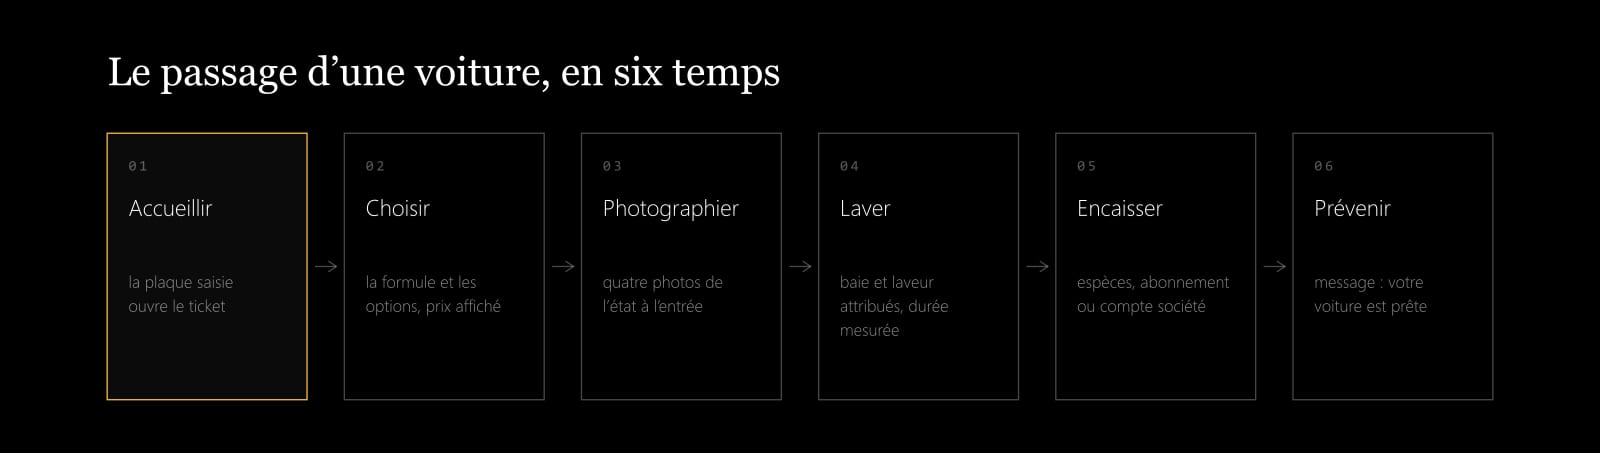 Le passage d’une voiture, en six temps
01
Accueillir
la plaque saisie
ouvre le ticket
02
Choisir
la formule et les
options, prix affiché
03
Photographier
quatre photos de
l’état à l’entrée
04
Laver
baie et laveur
attribués, durée
mesurée
05
Encaisser
espèces, abonnement
ou compte société
06
Prévenir
message : votre
voiture est prête